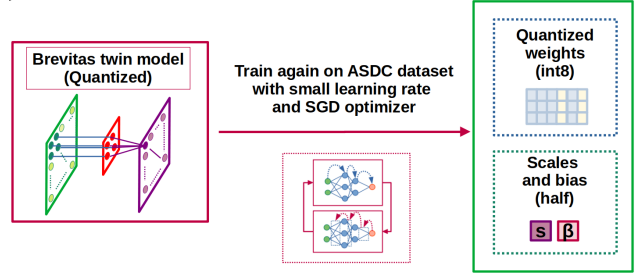 Brevitas twin model
(Quantized)
Train again on ASDC dataset
with small learning rate
and SGD optimizer
Quantized
weights
(int8)
Scales
and bias
(half)
s β